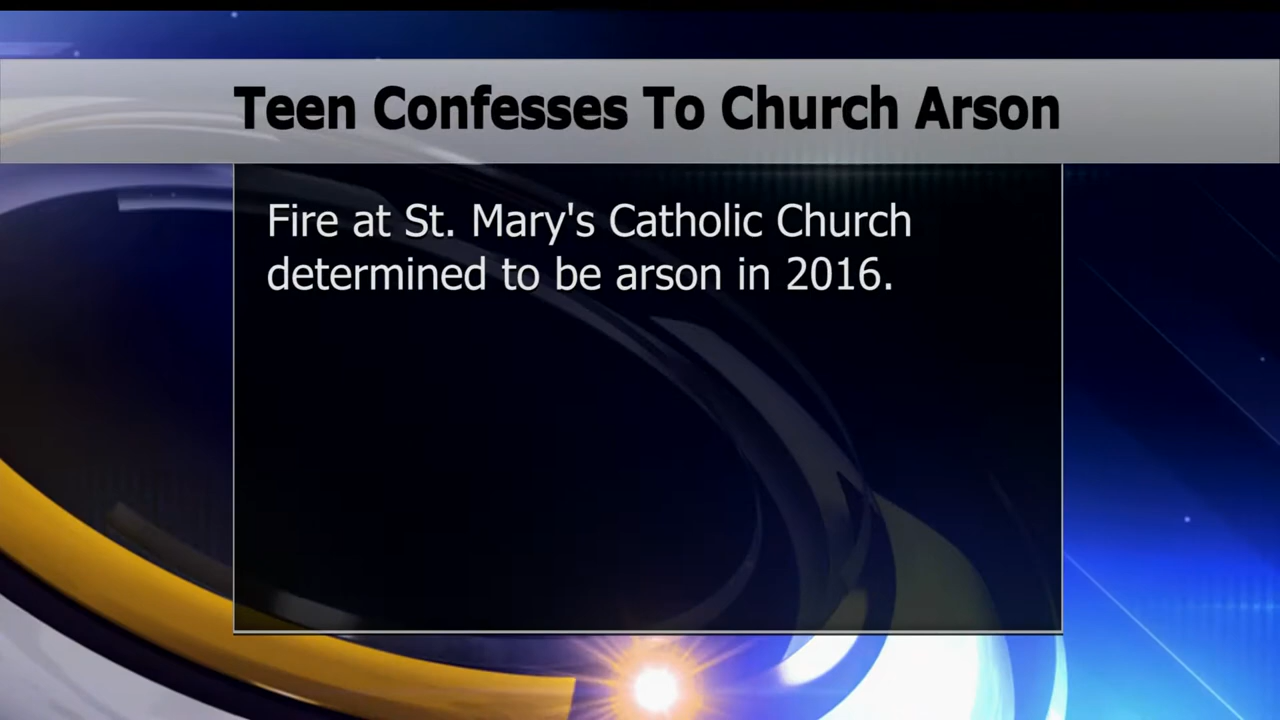 Teen Confesses To Church Arson
Fire at St. Mary's Catholic Church
determined to be arson in 2016.